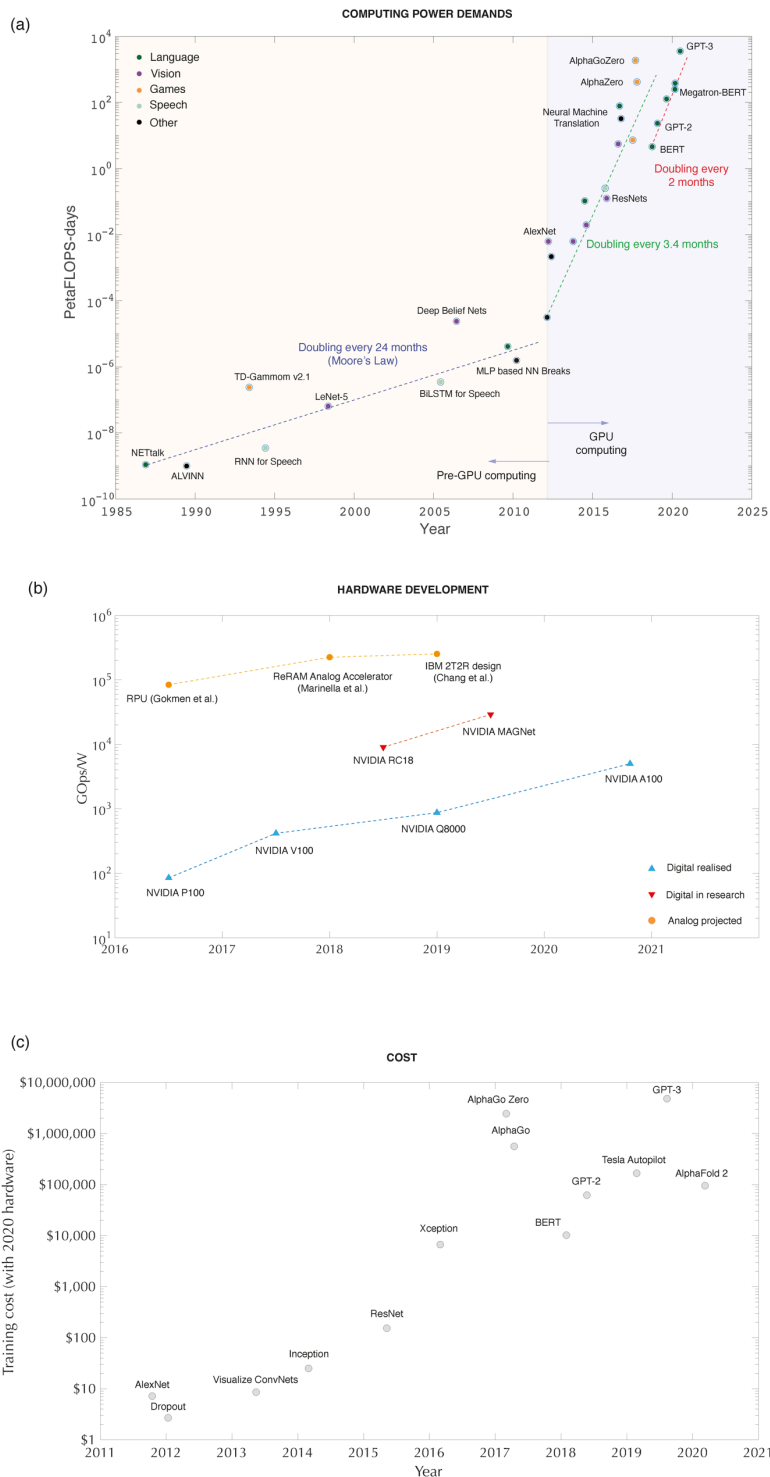 (a)
COMPUTING POWER DEMANDS
Language
Vision
Games
Speech
Other
GPT-3
AlphaGoZero
AlphaZero
Megatron-BERT
Neural Machine
Translation
GPT-2
BERT
Doubling every
2 months
ResNets
AlexNet
Doubling every 3.4 months
Deep Belief Nets
Doubling every 24 months
(Moore's Law)
TD-Gammom v2.1
MLP based NN Breaks
LeNet-5
BiLSTM for Speech
NETtalk
ALVINN
RNN for Speech
GPU
computing
Pre-GPU computing
PetaFLOPS-days
10^4
10^2
10^0
10^−2
10^−4
10^−6
10^−8
10^−10
1985 1990 1995 2000 2005 2010 2015 2020 2025
Year
(b)
HARDWARE DEVELOPMENT
GOps/W
10^6
10^5
10^4
10^3
10^2
10^1
RPU (Gokmen et al.)
ReRAM Analog Accelerator
(Marinella et al.)
IBM 2T2R design
(Chang et al.)
NVIDIA MAGNet
NVIDIA RC18
NVIDIA A100
NVIDIA Q8000
NVIDIA V100
NVIDIA P100
Digital realised
Digital in research
Analog projected
2016 2017 2018 2019 2020 2021
(c)
COST
Training cost (with 2020 hardware)
$10,000,000
$1,000,000
$100,000
$10,000
$1,000
$100
$10
$1
GPT-3
AlphaGo Zero
AlphaGo
Tesla Autopilot
AlphaFold 2
GPT-2
BERT
Xception
ResNet
Inception
Visualize ConvNets
AlexNet
Dropout
2011 2012 2013 2014 2015 2016 2017 2018 2019 2020 2021
Year